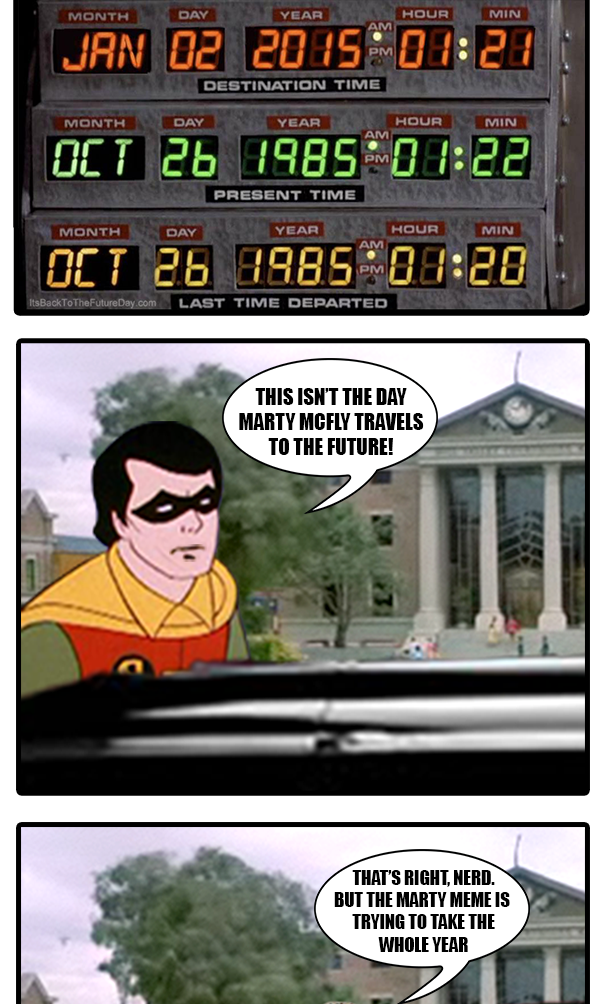 MONTH DAY YEAR AM HOUR MIN
JAN 02 2015 PM 01:21
DESTINATION TIME
MONTH DAY YEAR AM HOUR MIN
OCT 26 1985 PM 01:22
PRESENT TIME
MONTH DAY YEAR AM HOUR MIN
OCT 26 1985 PM 01:20
ItsBackToTheFutureDay.com LAST TIME DEPARTED
THIS ISN'T THE DAY
MARTY MCFLY TRAVELS
TO THE FUTURE!
THAT'S RIGHT, NERD.
BUT THE MARTY MEME IS
TRYING TO TAKE THE
WHOLE YEAR